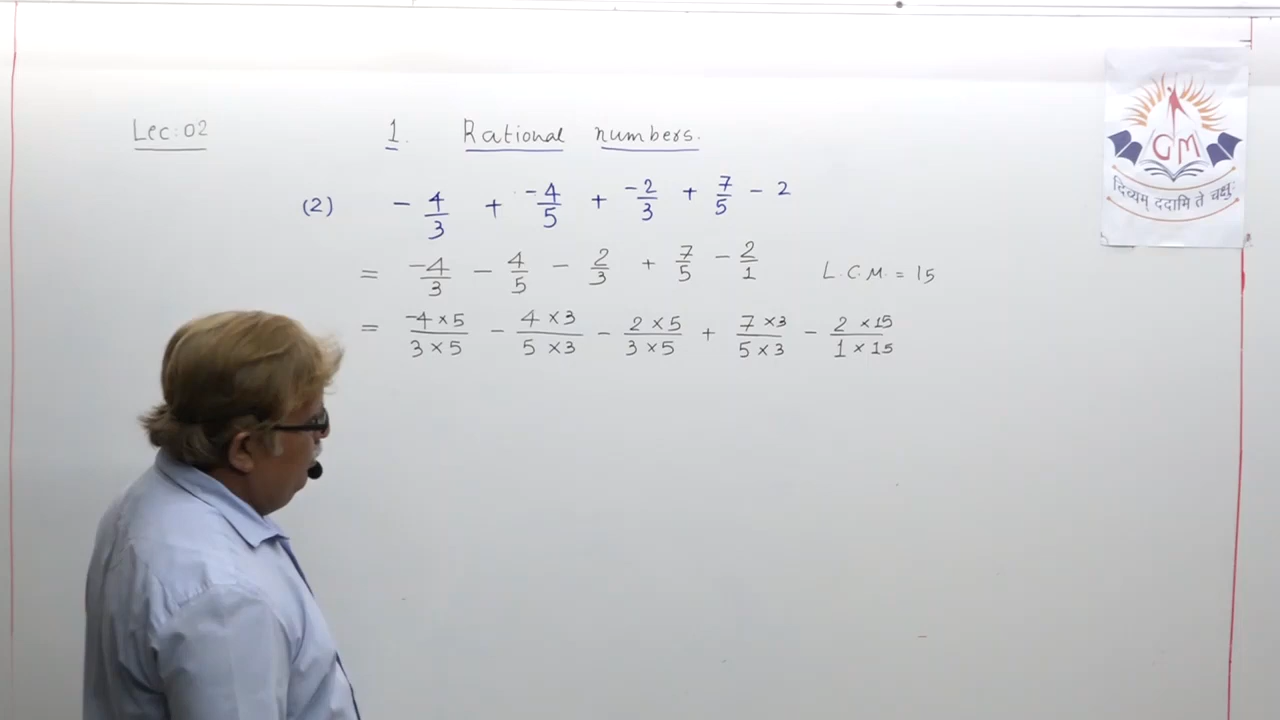 Lec: 02
1. Rational numbers.
GM
दिव्यम् ददामि ते चक्षुः
(2) - 4/3 + -4/5 + -2/3 + 7/5 - 2
= -4/3 - 4/5 - 2/3 + 7/5 - 2/1 L.C.M. = 15
= -4×5/3×5 - 4×3/5×3 - 2×5/3×5 + 7×3/5×3 - 2×15/1×15